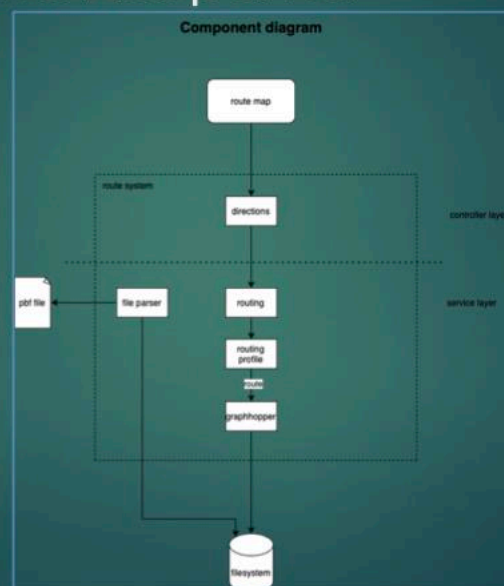 Component diagram
route map
route system
directions
controller laye
pbf file
file parser
routing
service layer
routing
profile
route
graphhopper
filesystem